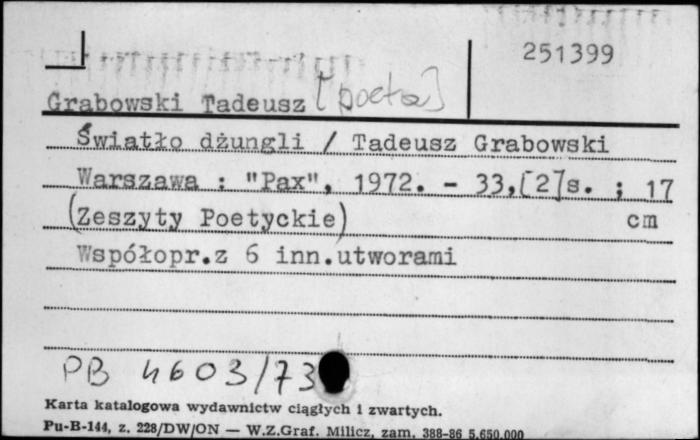 251399
Grabowski Tadeusz [poeta]
Światło dżungli / Tadeusz Grabowski
Warszawa : "Pax", 1972. - 33,[2]s. ; 17
(Zeszyty Poetyckie) cm
Współopr.z 6 inn.utworami
PB 4603/73
Karta katalogowa wydawnictw ciągłych i zwartych.
Pu-B-144, z. 228/DW/ON — W.Z.Graf. Milicz, zam. 388-86 5.650.000